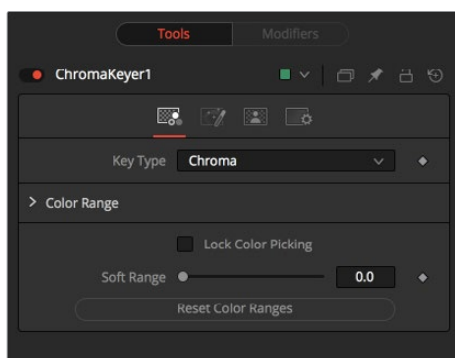 Tools Modifiers
ChromaKeyer1
Key Type Chroma
Color Range
Lock Color Picking
Soft Range 0.0
Reset Color Ranges